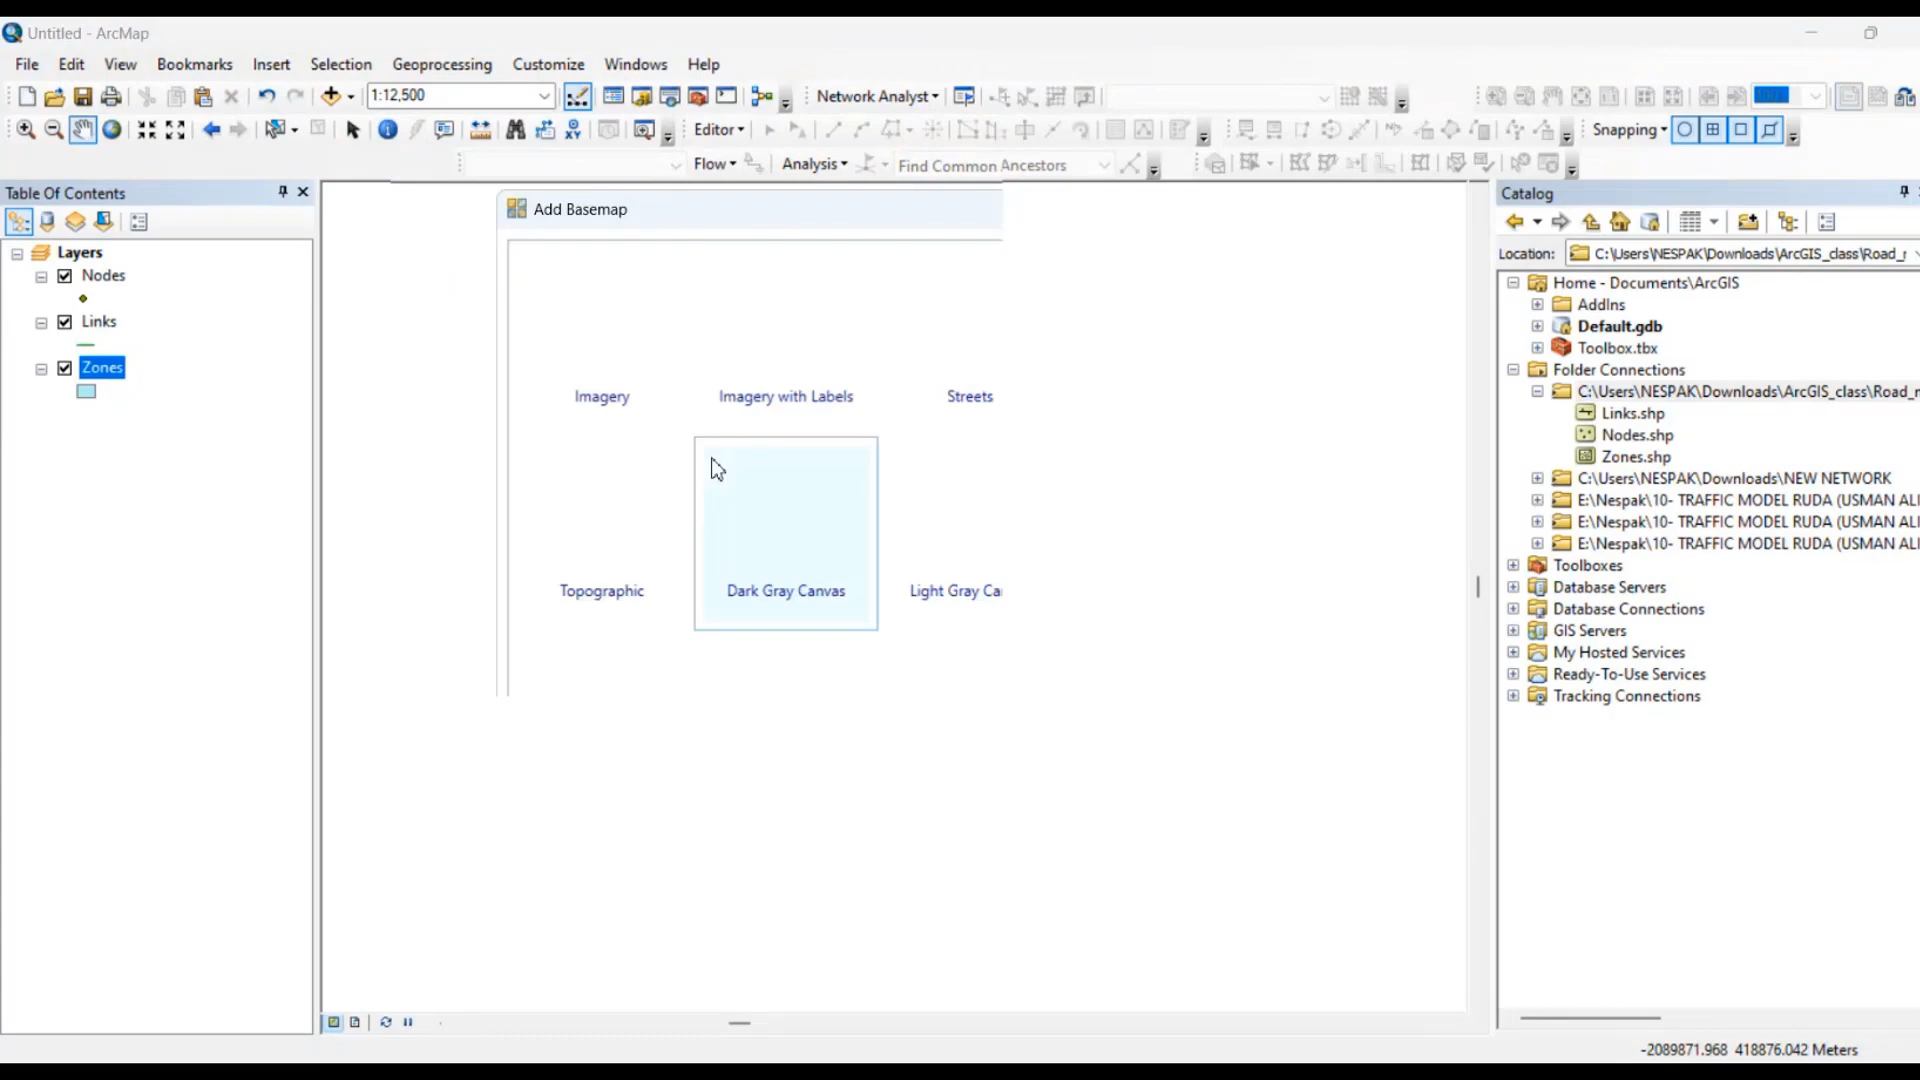 Untitled - ArcMap
File Edit View Bookmarks Insert Selection Geoprocessing Customize Windows Help
1:12,500
Network Analyst
Editor
Snapping
Flow
Analysis
Find Common Ancestors
Table Of Contents
Layers
Nodes
Links
Zones
Add Basemap
Imagery
Imagery with Labels
Streets
Topographic
Dark Gray Canvas
Light Gray Ca
Catalog
Location: C:\Users\NESPAK\Downloads\ArcGIS_class\Road_r
Home - Documents\ArcGIS
AddIns
Default.gdb
Toolbox.tbx
Folder Connections
C:\Users\NESPAK\Downloads\ArcGIS_class\Road_r
Links.shp
Nodes.shp
Zones.shp
C:\Users\NESPAK\Downloads\NEW NETWORK
E:\Nespak\10- TRAFFIC MODEL RUDA (USMAN ALI
E:\Nespak\10- TRAFFIC MODEL RUDA (USMAN ALI
E:\Nespak\10- TRAFFIC MODEL RUDA (USMAN ALI
Toolboxes
Database Servers
Database Connections
GIS Servers
My Hosted Services
Ready-To-Use Services
Tracking Connections
-2089871.968 418876.042 Meters